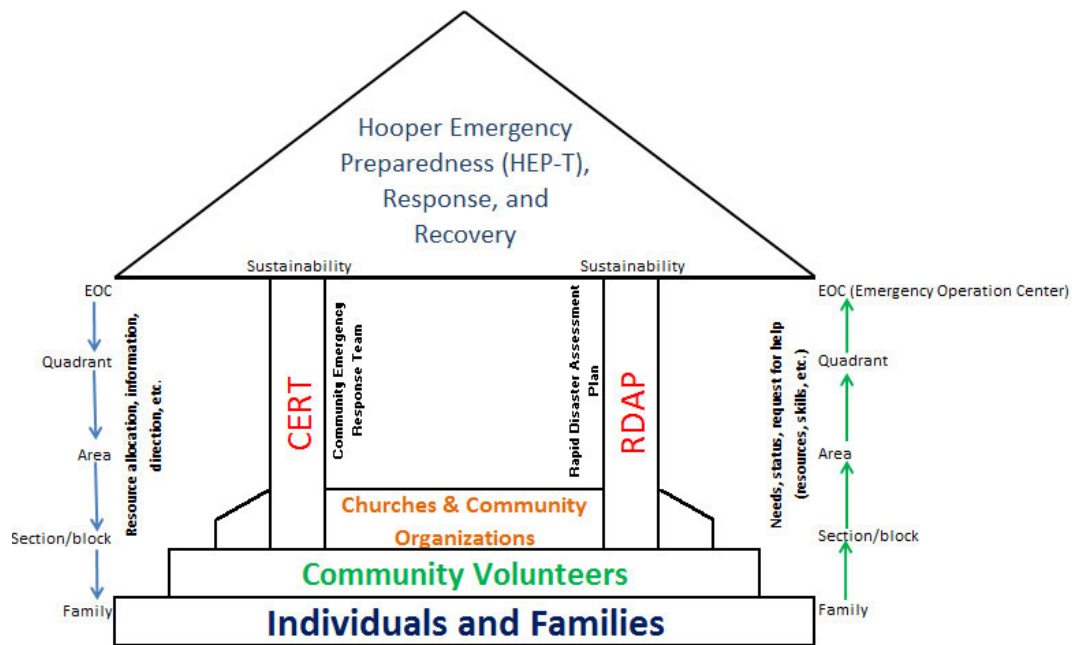 Hooper Emergency
Preparedness (HEP-T),
Response, and
Recovery
Sustainability
Sustainability
EOC
Quadrant
Area
Section/block
Family
Resource allocation, information,
direction, etc.
CERT
Community Emergency
Response Team
Rapid Disaster Assessment
Plan
RDAP
Needs, status, request for help
(resources, skills, etc.)
EOC (Emergency Operation Center)
Quadrant
Area
Section/block
Family
Churches & Community
Organizations
Community Volunteers
Individuals and Families